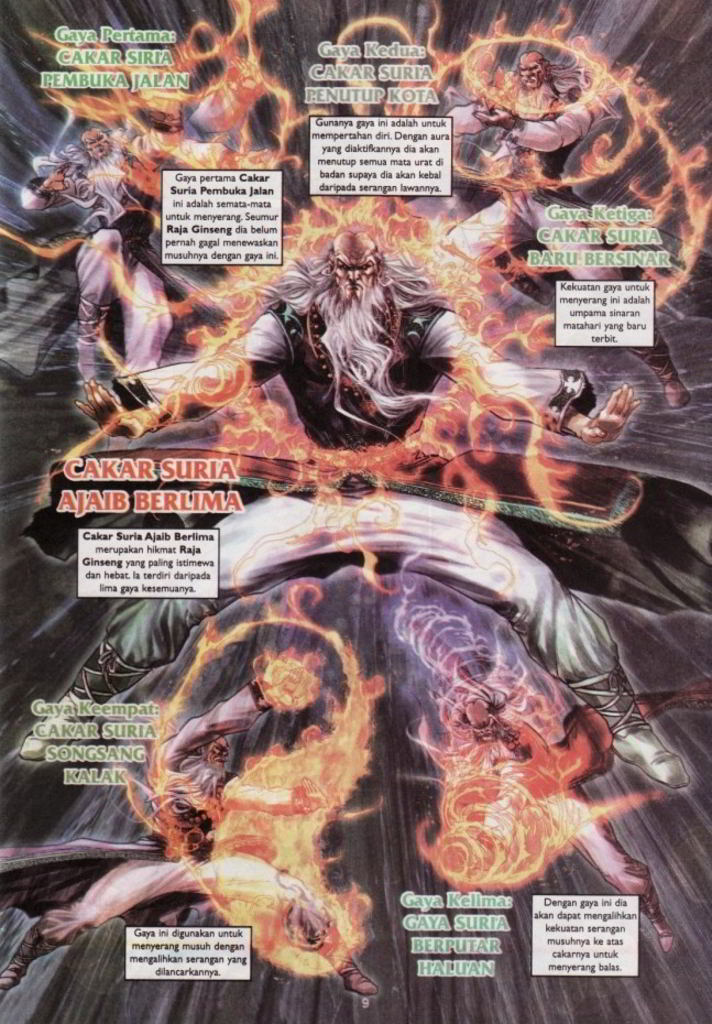 Gaya Pertama:
CAKAR SIRIA
PEMBUKA JALAN
Gaya Kedua:
CAKAR SURIA
PENUTUP KOTA
Gunanya gaya ini adalah untuk
mempertahan diri. Dengan aura
yang diaktifkannya dia akan
menutup semua mata urat di
badan supaya dia akan kebal
daripada serangan lawannya.
Gaya pertama Cakar
Suria Pembuka Jalan
ini adalah semata-mata
untuk menyerang. Seumur
Raja Ginseng dia belum
pernah gagal menewaskan
musuhnya dengan gaya ini.
Gaya Ketiga:
CAKAR SURIA
BARU BERSINAR
Kekuatan gaya untuk
menyerang ini adalah
umpama sinaran
matahari yang baru
terbit.
CAKAR SURIA
AJAIB BERLIMA
Cakar Suria Ajaib Berlima
merupakan hikmat Raja
Ginseng yang paling istimewa
dan hebat. Ia terdiri daripada
lima gaya kesemuanya.
Gaya Keempat:
CAKAR SURIA
SONGSANG
KALAK
Gaya ini digunakan untuk
menyerang musuh dengan
mengalihkan serangan yang
dilancarkannya.
Gaya Kelima:
GAYA SURIA
BERPUTAR
HALUAN
Dengan gaya ini dia
akan dapat mengalihkan
kekuatan serangan
musuhnya ke atas
cakarnya untuk
menyerang balas.
9